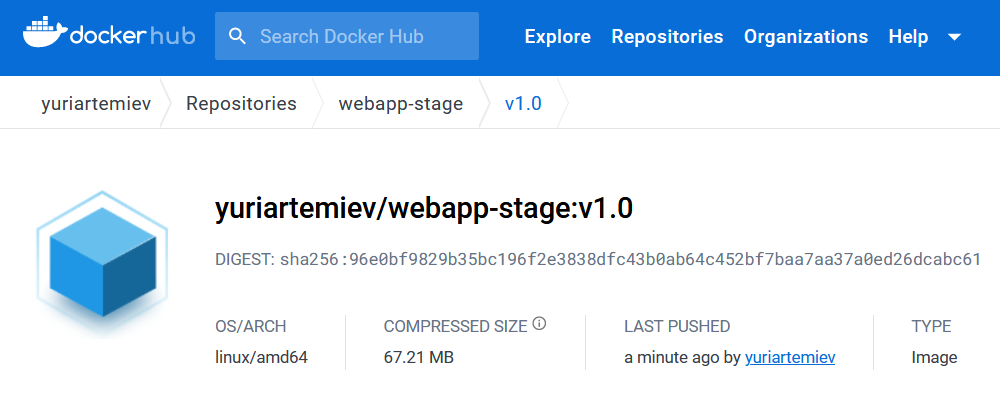 dockerhub Search Docker Hub Explore Repositories Organizations Help
yuriartemiev Repositories webapp-stage v1.0
yuriartemiev/webapp-stage:v1.0
DIGEST: sha256:96e0bf9829b35bc196f2e3838dfc43b0ab64c452bf7baa7aa37a0ed26dcabc61
OS/ARCH COMPRESSED SIZE LAST PUSHED TYPE
linux/amd64 67.21 MB a minute ago by yuriartemiev Image